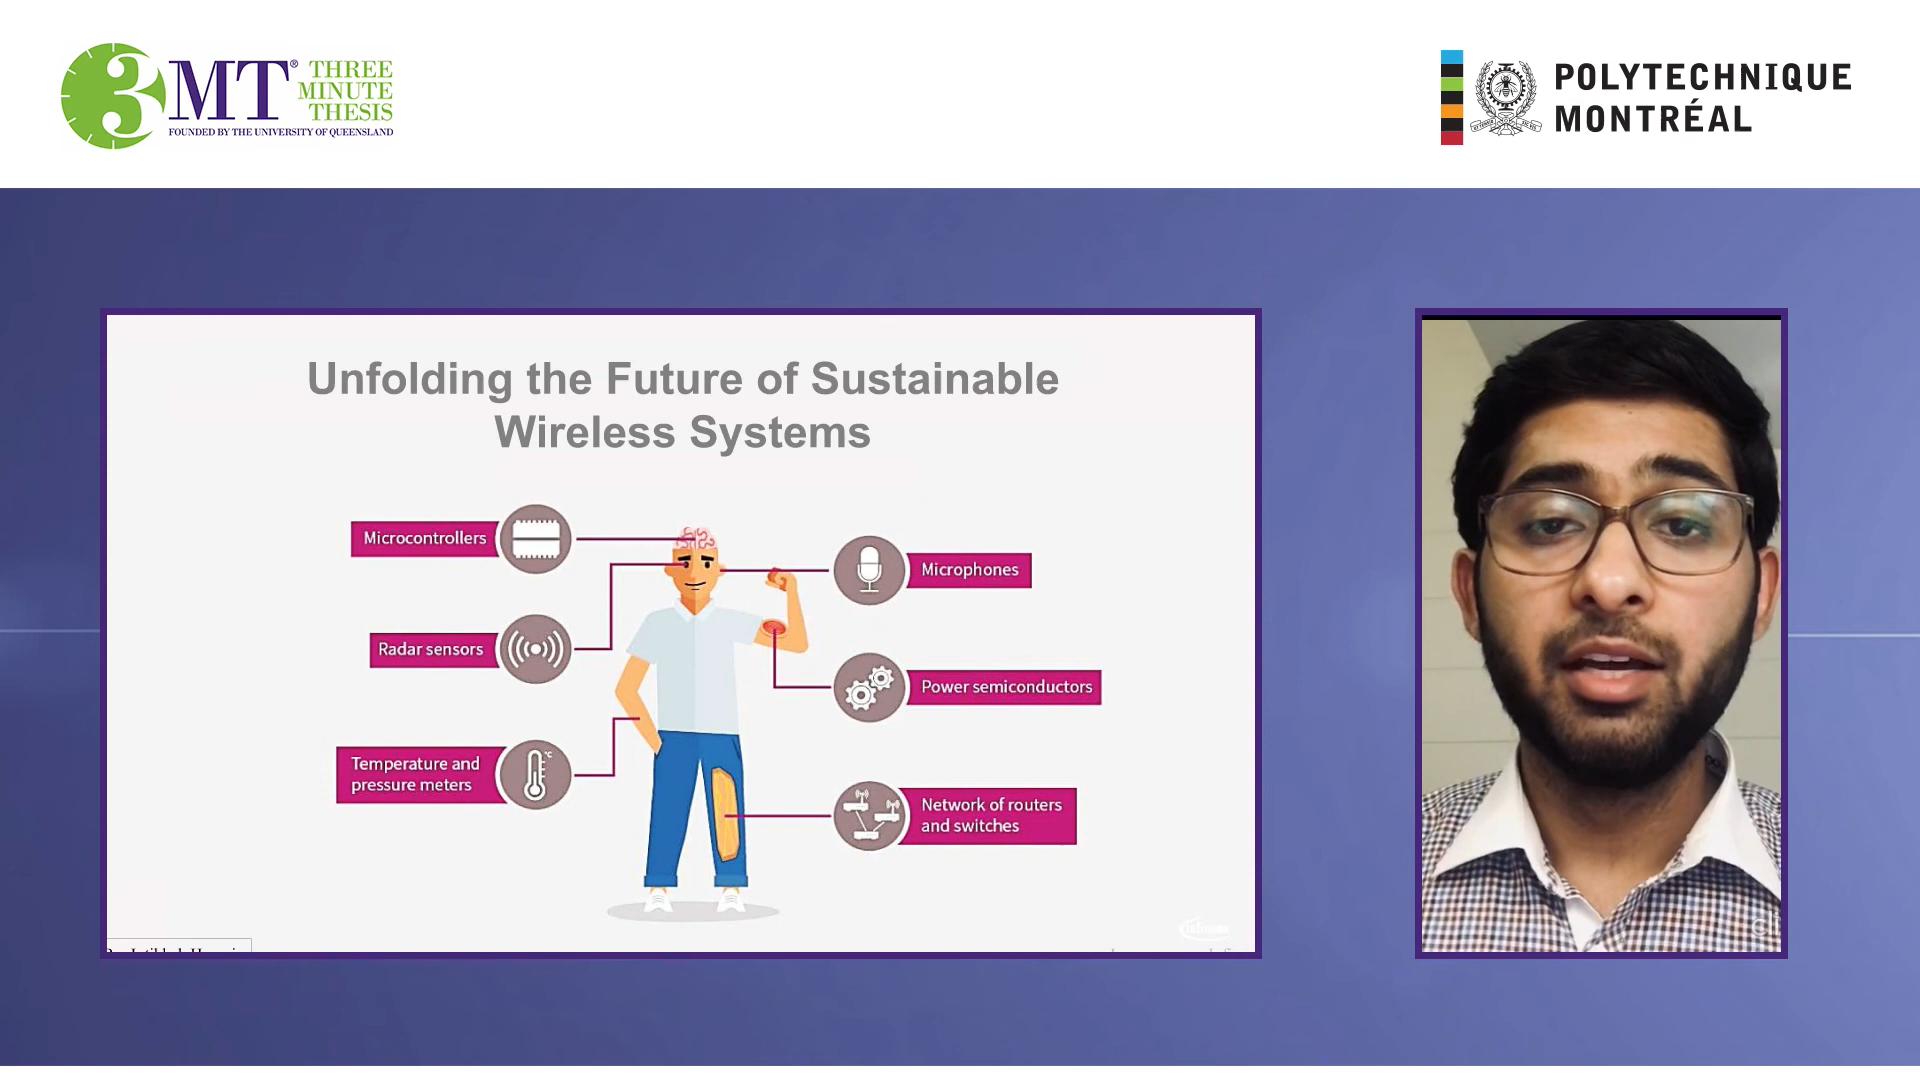 3MT® THREE
MINUTE
THESIS
FOUNDED BY THE UNIVERSITY OF QUEENSLAND
POLYTECHNIQUE
MONTRÉAL
Unfolding the Future of Sustainable
Wireless Systems
Microcontrollers
Microphones
Radar sensors
Power semiconductors
Temperature and
pressure meters
°C
Network of routers
and switches
infineon